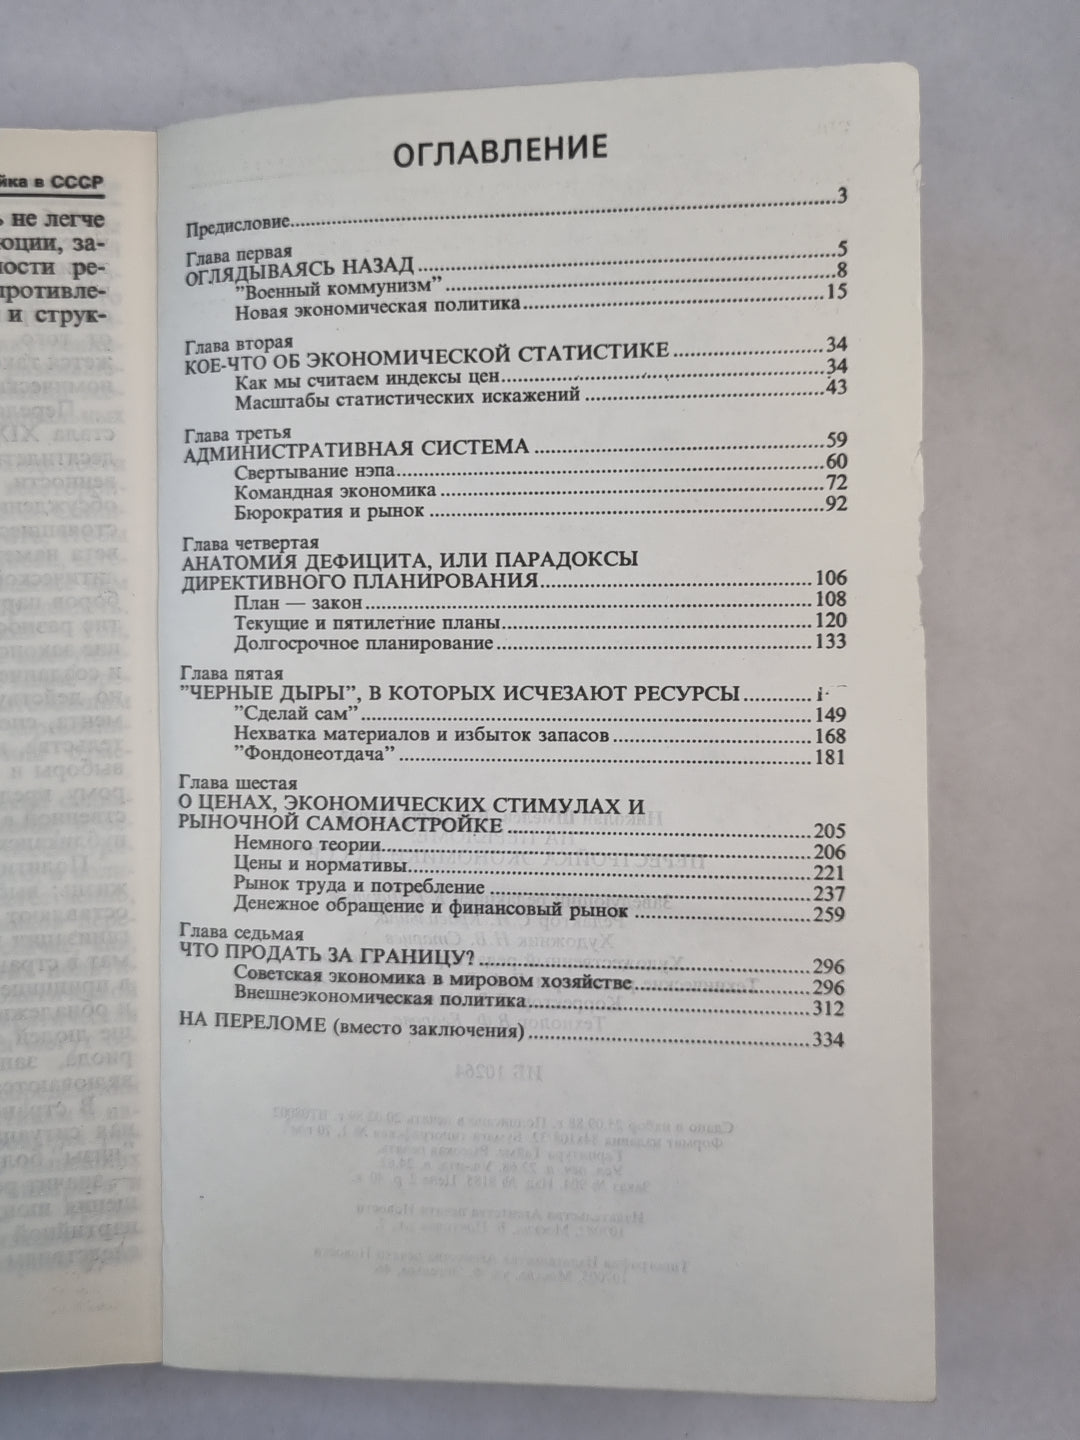 йка в СССР
ь не легче
юции, за-
ности ре-
противле-
и струк-
ОГЛАВЛЕНИЕ
Предисловие 3
Глава первая
ОГЛЯДЫВАЯСЬ НАЗАД 5
"Военный коммунизм" 8
Новая экономическая политика 15
Глава вторая
КОЕ-ЧТО ОБ ЭКОНОМИЧЕСКОЙ СТАТИСТИКЕ 34
Как мы считаем индексы цен 34
Масштабы статистических искажений 43
Глава третья
АДМИНИСТРАТИВНАЯ СИСТЕМА 59
Свертывание нэпа 60
Командная экономика 72
Бюрократия и рынок 92
Глава четвертая
АНАТОМИЯ ДЕФИЦИТА, ИЛИ ПАРАДОКСЫ
ДИРЕКТИВНОГО ПЛАНИРОВАНИЯ 106
План — закон 108
Текущие и пятилетние планы 120
Долгосрочное планирование 133
Глава пятая
"ЧЕРНЫЕ ДЫРЫ", В КОТОРЫХ ИСЧЕЗАЮТ РЕСУРСЫ
"Сделай сам" 149
Нехватка материалов и избыток запасов 168
"Фондонеотдача" 181
Глава шестая
О ЦЕНАХ, ЭКОНОМИЧЕСКИХ СТИМУЛАХ И
РЫНОЧНОЙ САМОНАСТРОЙКЕ 205
Немного теории 206
Цены и нормативы 221
Рынок труда и потребление 237
Денежное обращение и финансовый рынок 259
Глава седьмая
ЧТО ПРОДАТЬ ЗА ГРАНИЦУ? 296
Советская экономика в мировом хозяйстве 296
Внешнеэкономическая политика 312
НА ПЕРЕЛОМЕ (вместо заключения) 334